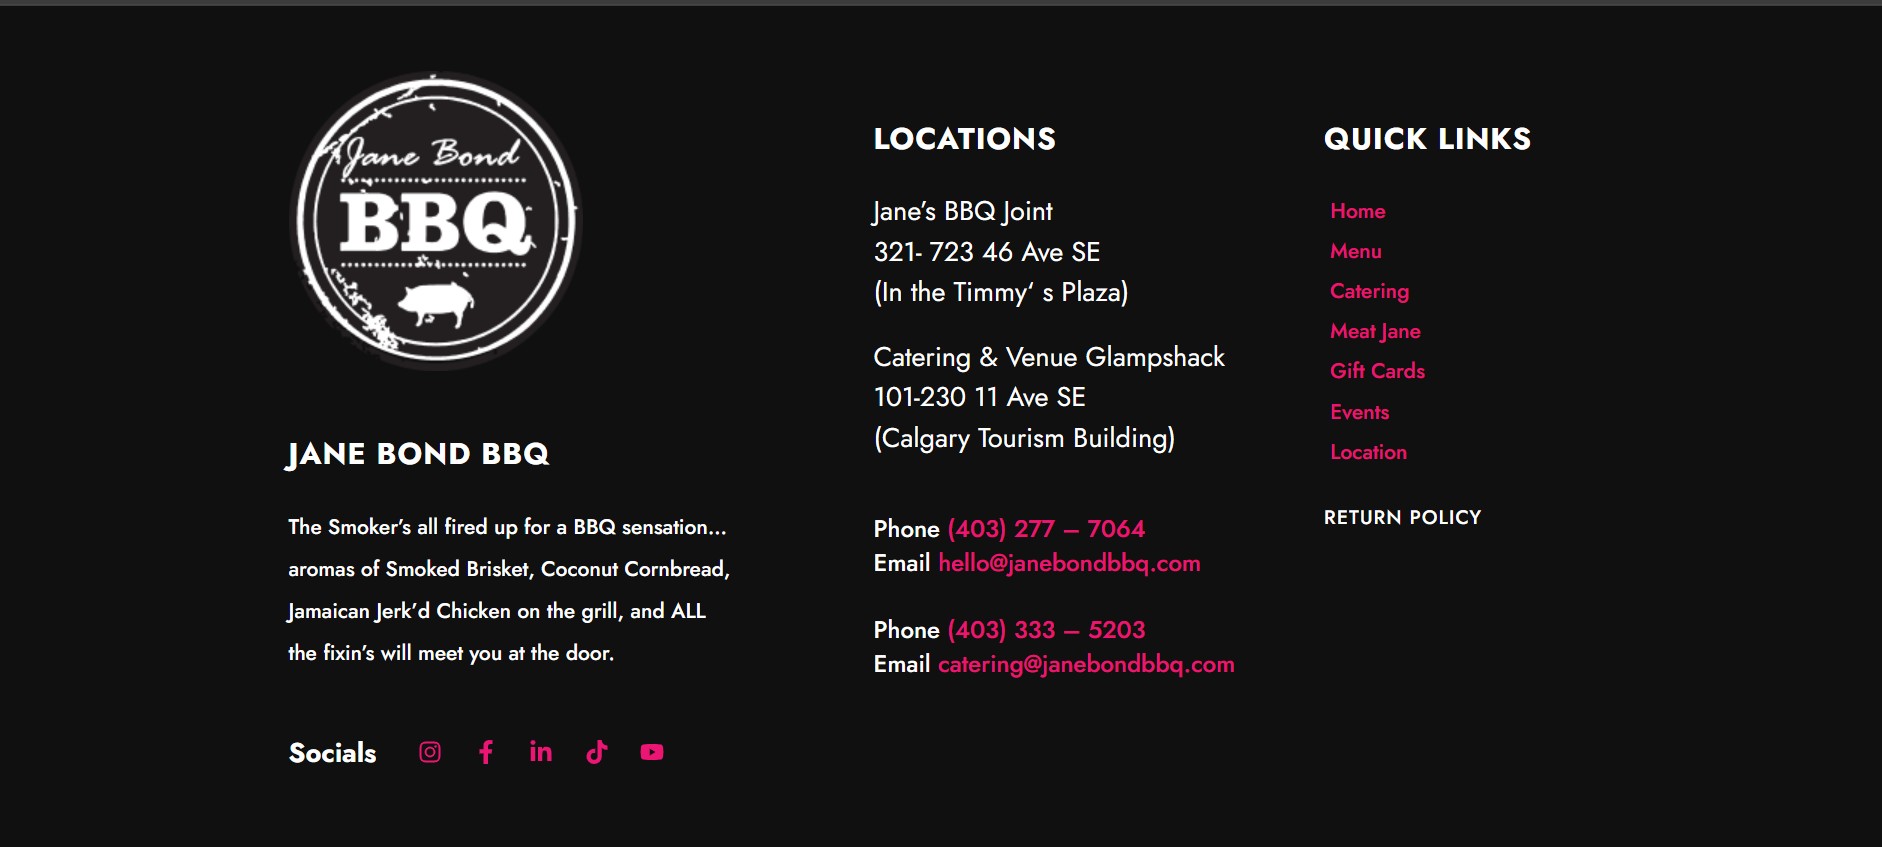 Jane Bond
BBQ
JANE BOND BBQ
The Smoker’s all fired up for a BBQ sensation…
aromas of Smoked Brisket, Coconut Cornbread,
Jamaican Jerk’d Chicken on the grill, and ALL
the fixin’s will meet you at the door.
Socials
LOCATIONS
Jane’s BBQ Joint
321- 723 46 Ave SE
(In the Timmy‘ s Plaza)
Catering & Venue Glampshack
101-230 11 Ave SE
(Calgary Tourism Building)
Phone (403) 277 – 7064
Email hello@janebondbbq.com
Phone (403) 333 – 5203
Email catering@janebondbbq.com
QUICK LINKS
Home
Menu
Catering
Meat Jane
Gift Cards
Events
Location
RETURN POLICY